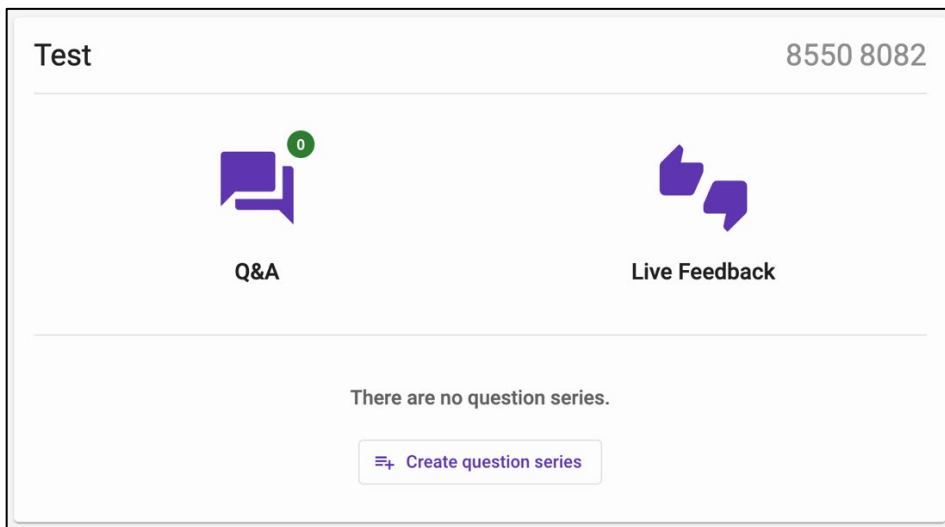 Test
8550 8082
0
Q&A
Live Feedback
There are no question series.
Create question series